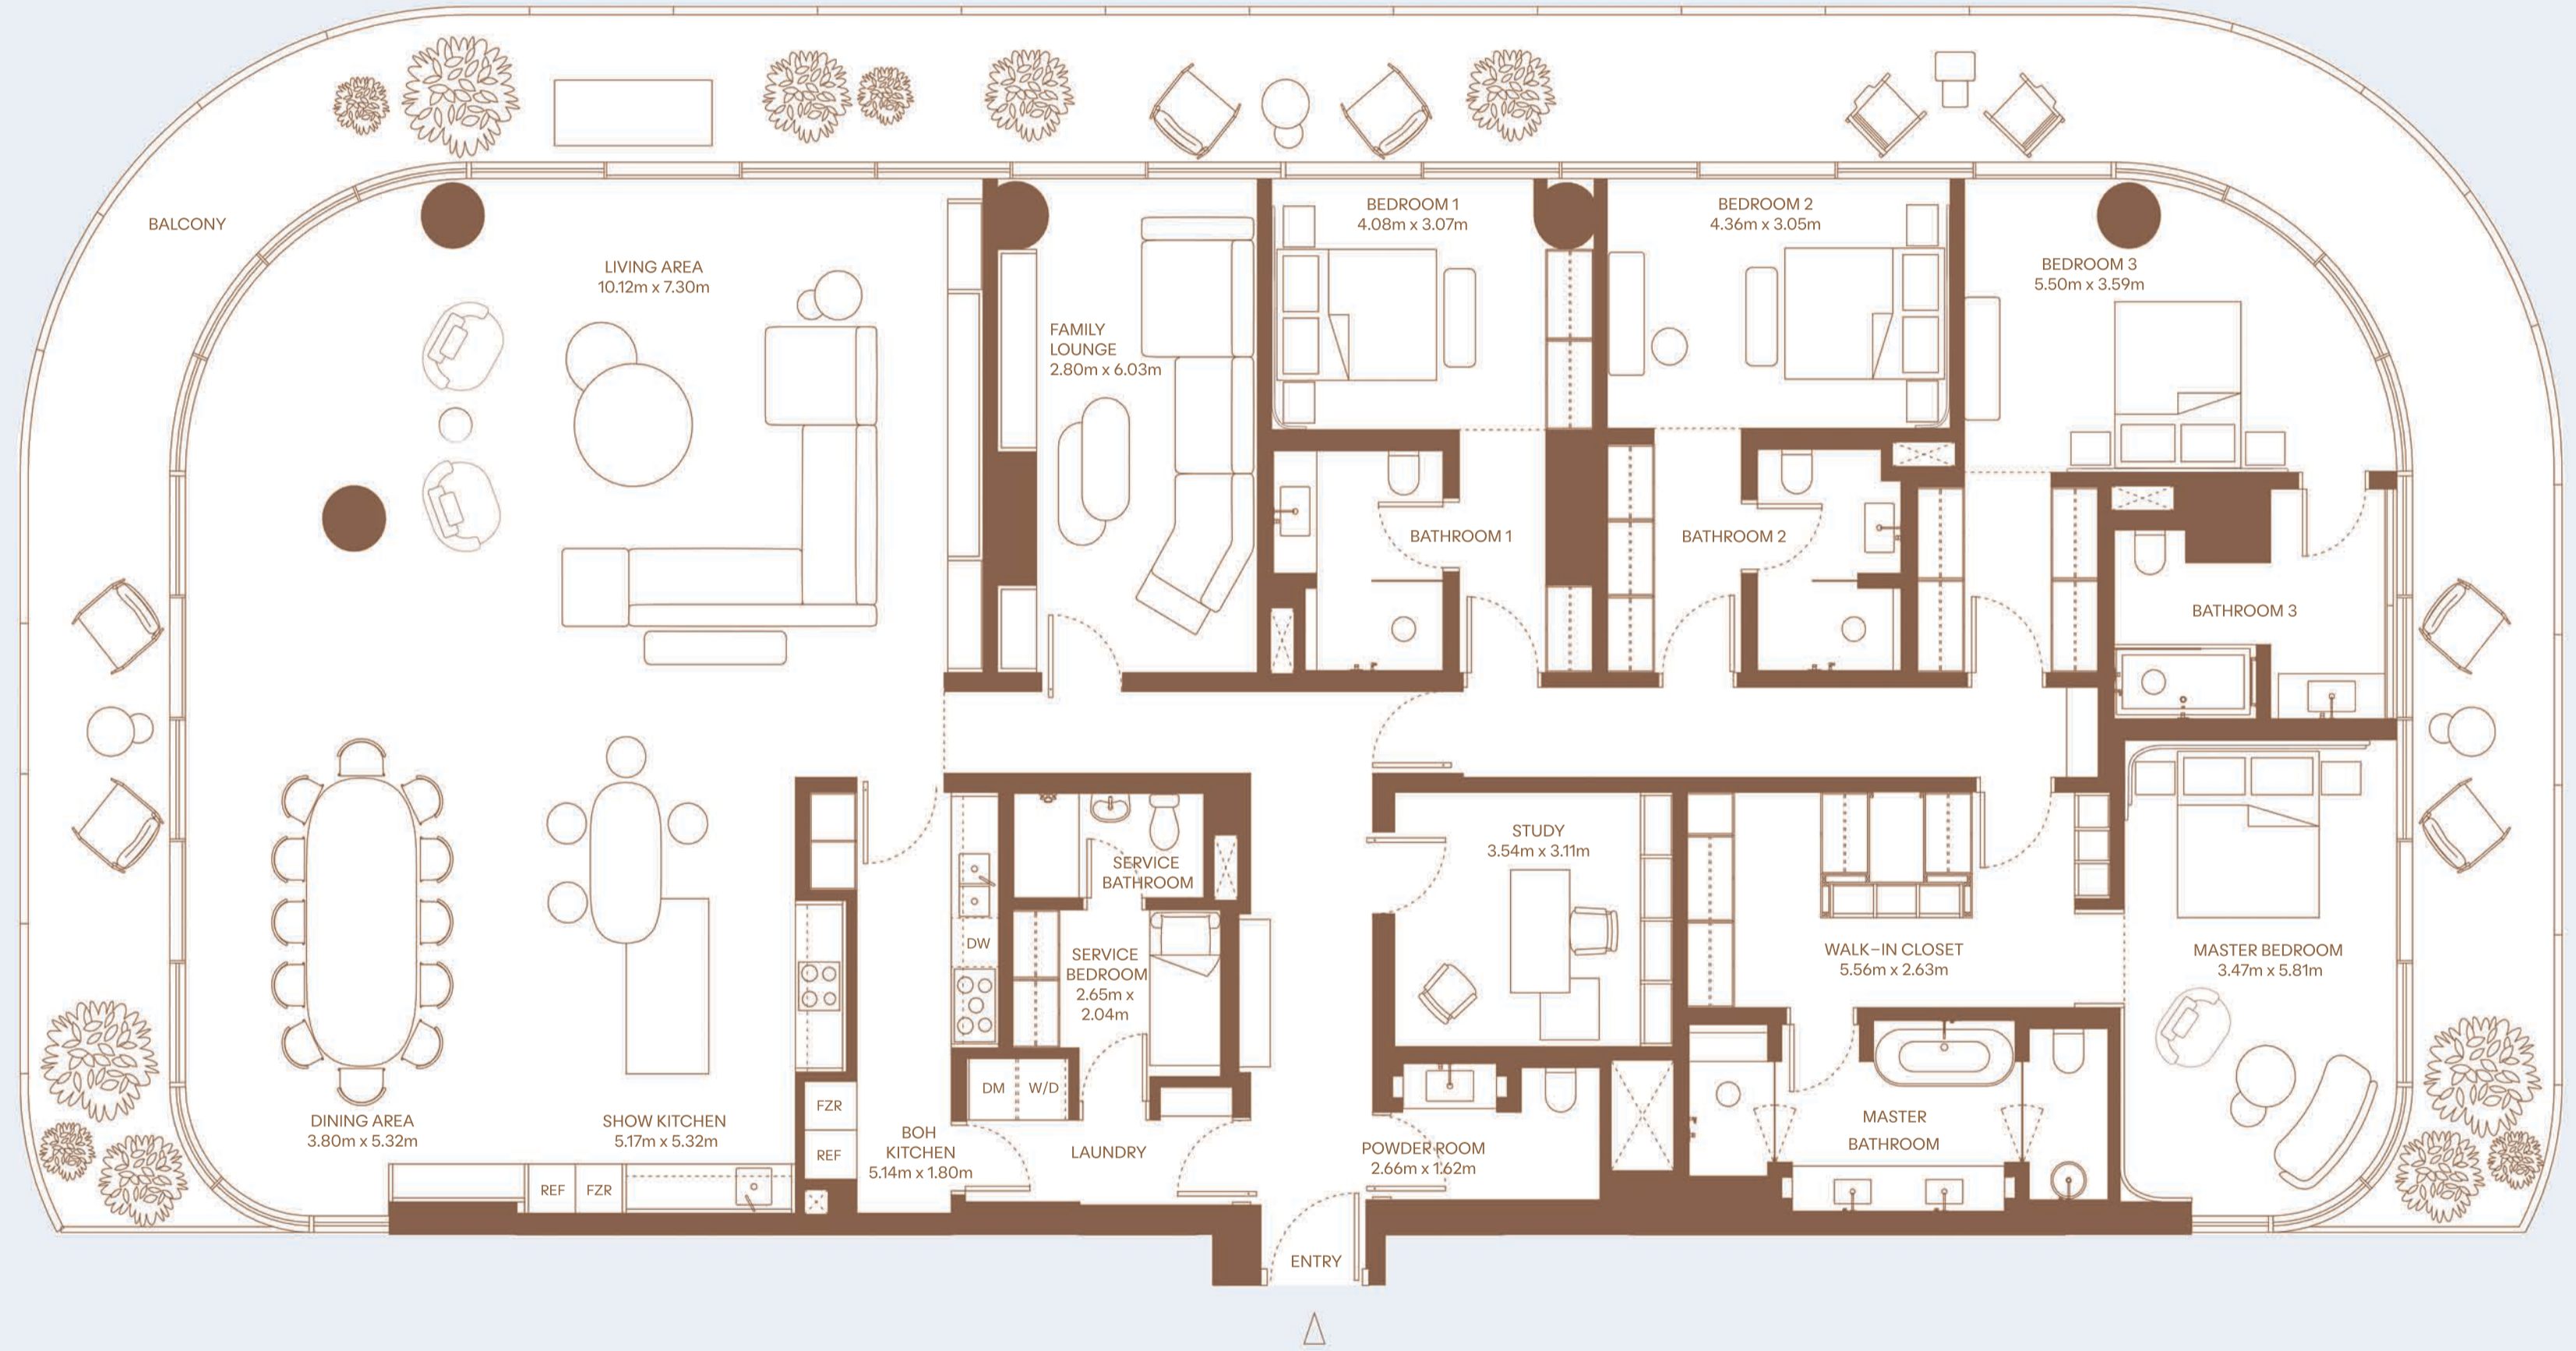 BALCONY
LIVING AREA
10.12m x 7.30m
FAMILY
LOUNGE
2.80m x 6.03m
BEDROOM 1
4.08m x 3.07m
BEDROOM 2
4.36m x 3.05m
BEDROOM 3
5.50m x 3.59m
BATHROOM 1
BATHROOM 2
BATHROOM 3
STUDY
3.54m x 3.11m
SERVICE
BATHROOM
DW
SERVICE
BEDROOM
2.65m x
2.04m
WALK-IN CLOSET
5.56m x 2.63m
MASTER BEDROOM
3.47m x 5.81m
DM
W/D
FZR
REF
DINING AREA
3.80m x 5.32m
SHOW KITCHEN
5.17m x 5.32m
BOH
KITCHEN
5.14m x 1.80m
LAUNDRY
POWDER ROOM
2.66m x 1.62m
MASTER
BATHROOM
REF
FZR
ENTRY